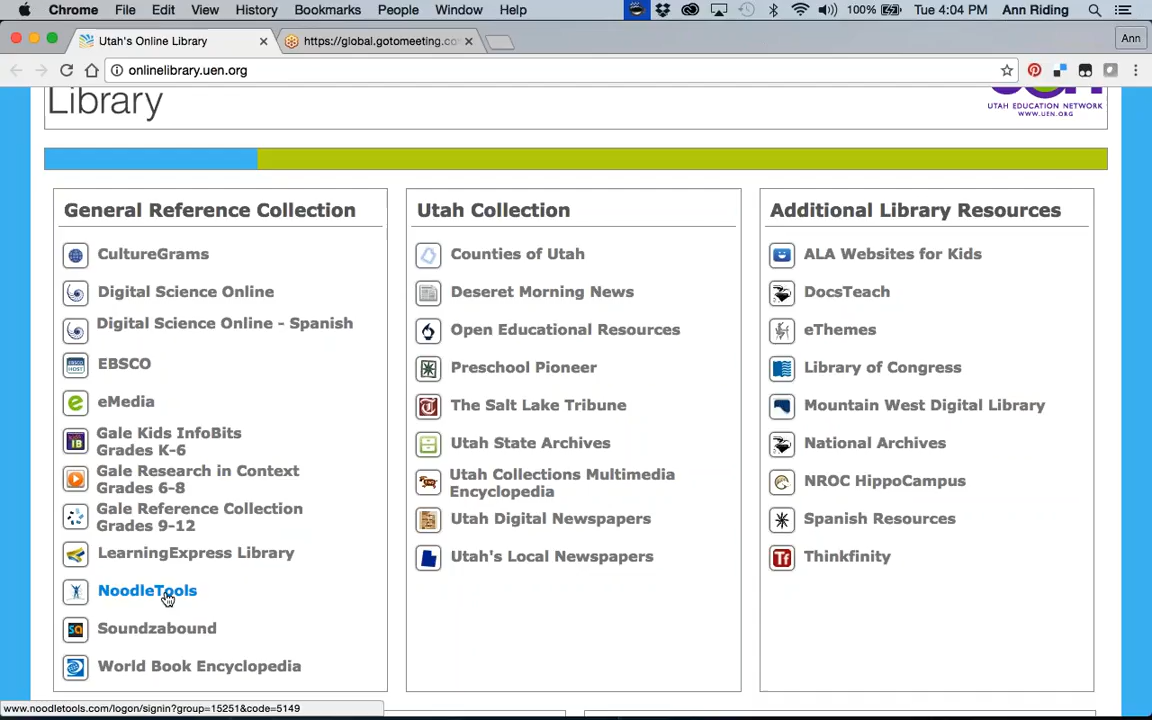 Chrome File Edit View History Bookmarks People Window Help 100% Tue 4:04 PM Ann Riding
Utah's Online Library https://global.gotomeeting.co Ann
onlinelibrary.uen.org
Library
UTAH EDUCATION NETWORK
WWW.UEN.ORG
General Reference Collection
CultureGrams
Digital Science Online
Digital Science Online - Spanish
EBSCO
eMedia
Gale Kids InfoBits
Grades K-6
Gale Research in Context
Grades 6-8
Gale Reference Collection
Grades 9-12
LearningExpress Library
NoodleTools
Soundzabound
World Book Encyclopedia
Utah Collection
Counties of Utah
Deseret Morning News
Open Educational Resources
Preschool Pioneer
The Salt Lake Tribune
Utah State Archives
Utah Collections Multimedia
Encyclopedia
Utah Digital Newspapers
Utah's Local Newspapers
Additional Library Resources
ALA Websites for Kids
DocsTeach
eThemes
Library of Congress
Mountain West Digital Library
National Archives
NROC HippoCampus
Spanish Resources
Thinkfinity
www.noodletools.com/logon/signin?group=15251&code=5149